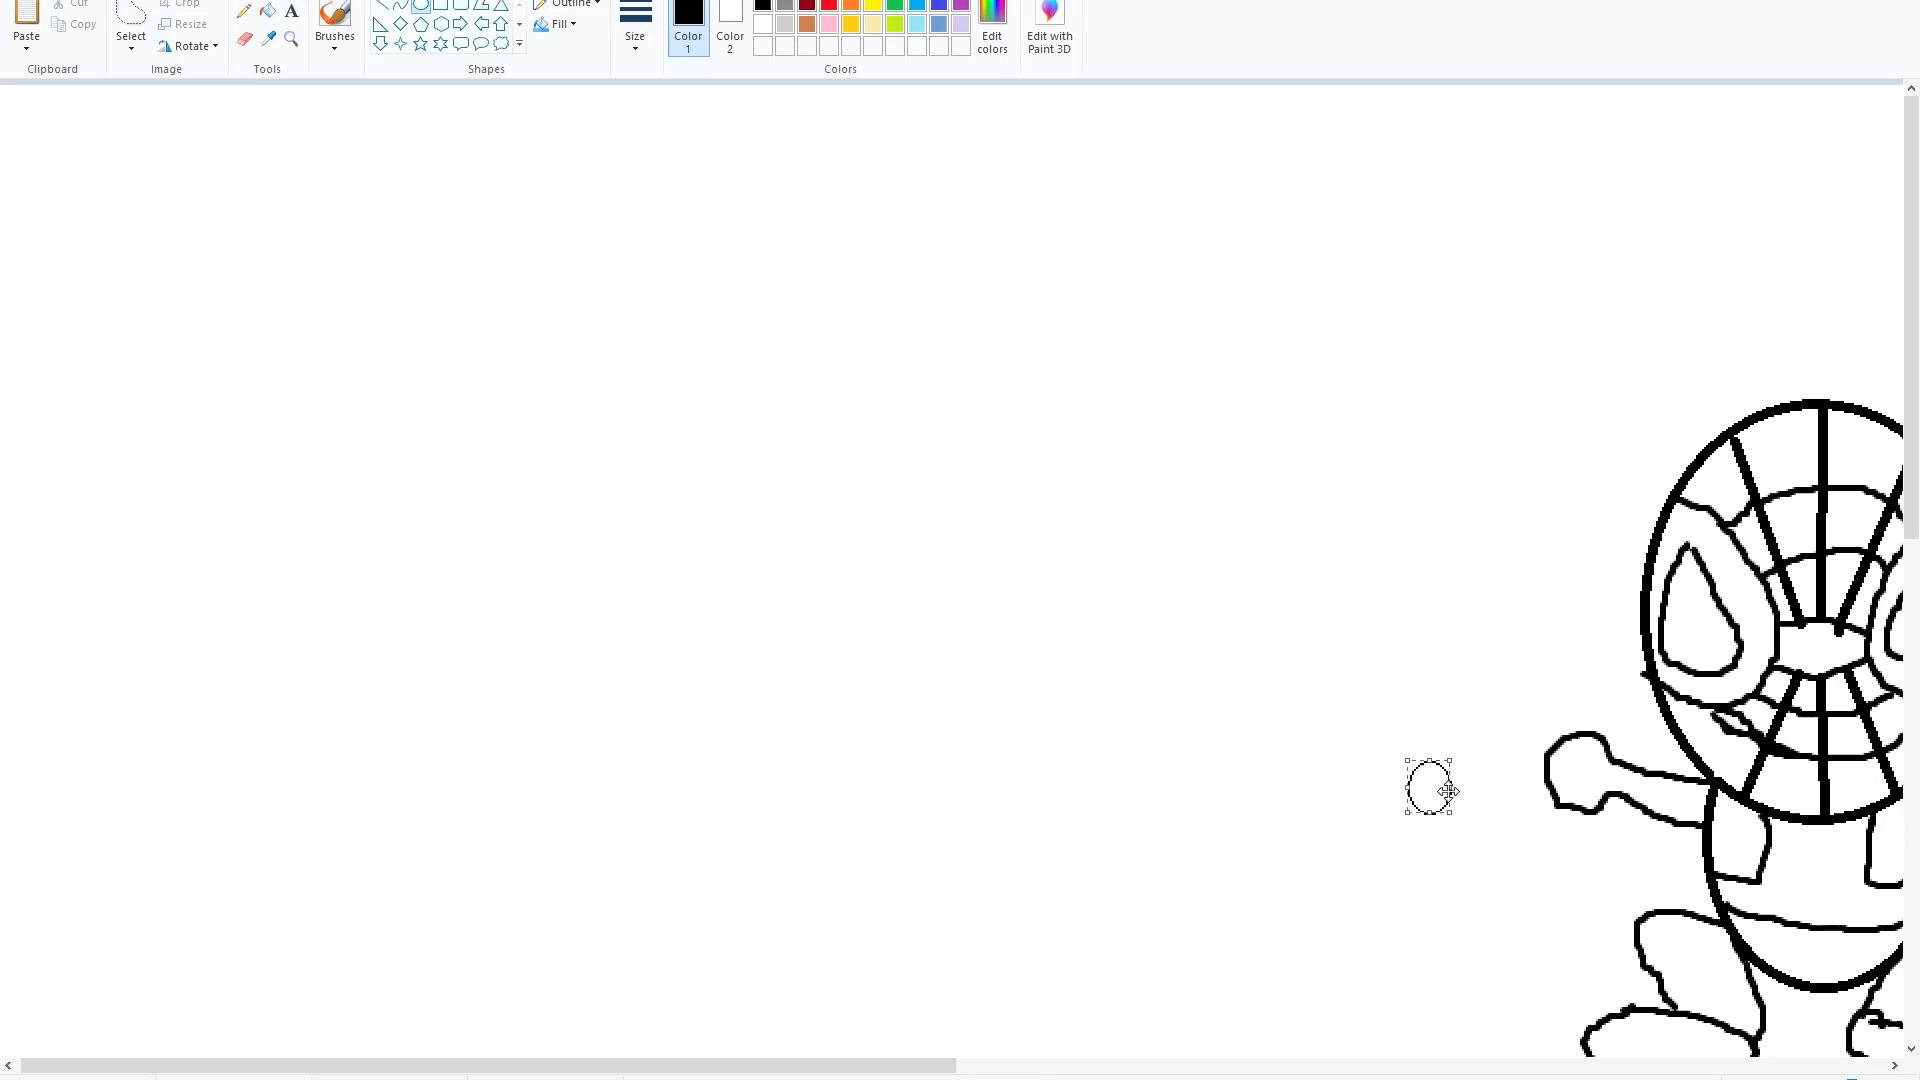 Cut
Crop
Outline
Copy
Resize
Fill
Paste
Select
Rotate
Brushes
Size
Color
1
Color
2
Edit
colors
Edit with
Paint 3D
Clipboard
Image
Tools
Shapes
Colors